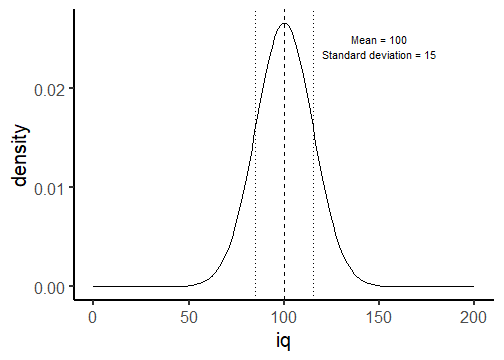 Mean = 100
Standard deviation = 15
density
0.02
0.01
0.00
0 50 100 150 200
iq